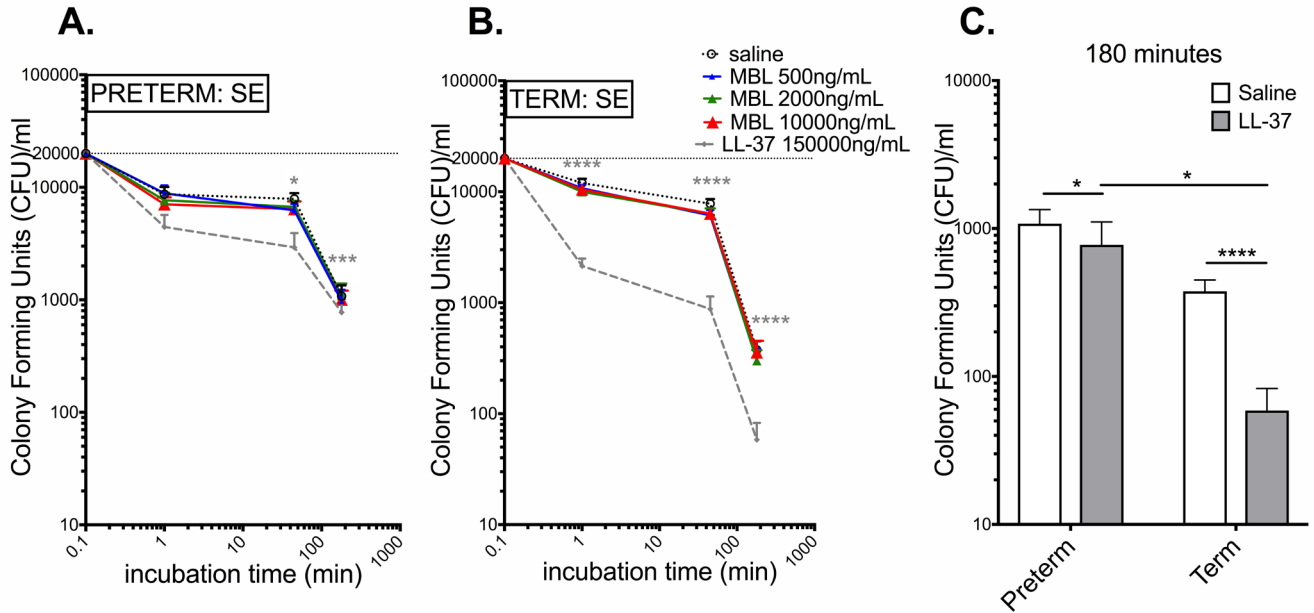 A.
PRETERM: SE
Colony Forming Units (CFU)/ml
100000
20000
10000
1000
100
10
*
***
0.1
1
10
100
1000
incubation time (min)
B.
TERM: SE
saline
MBL 500ng/mL
MBL 2000ng/mL
MBL 10000ng/mL
LL-37 150000ng/mL
Colony Forming Units (CFU)/ml
100000
20000
10000
1000
100
10
****
****
****
0.1
1
10
100
1000
incubation time (min)
C.
180 minutes
Saline
LL-37
Colony Forming Units (CFU)/ml
10000
1000
100
10
*
*
****
Preterm
Term